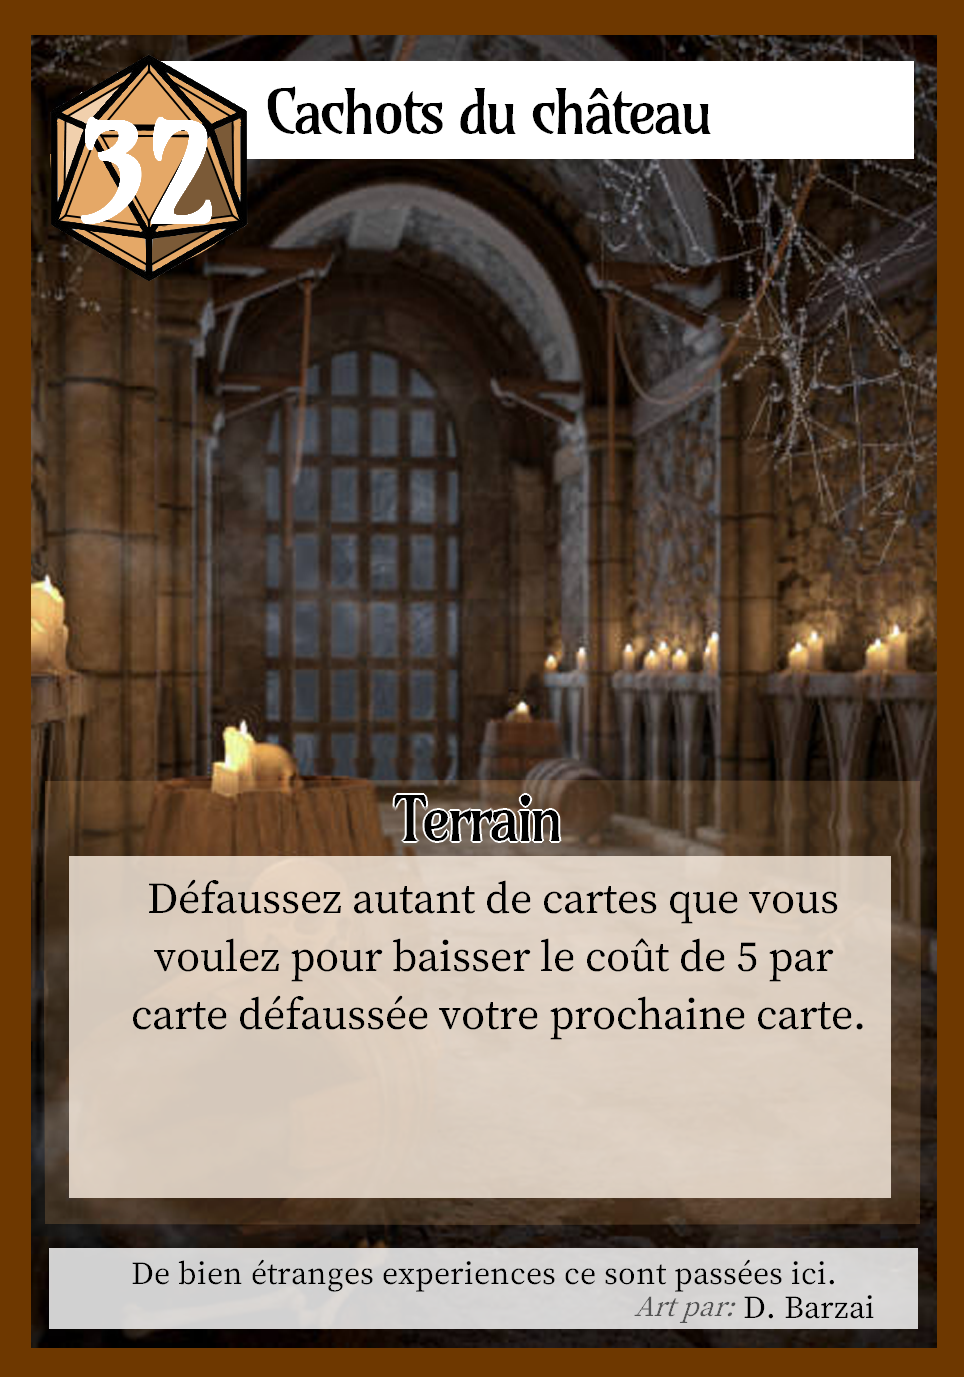 32
Cachots du château
Terrain
Défaussez autant de cartes que vous
voulez pour baisser le coût de 5 par
carte défaussée votre prochaine carte.
De bien étranges experiences ce sont passées ici.
Art par: D. Barzai